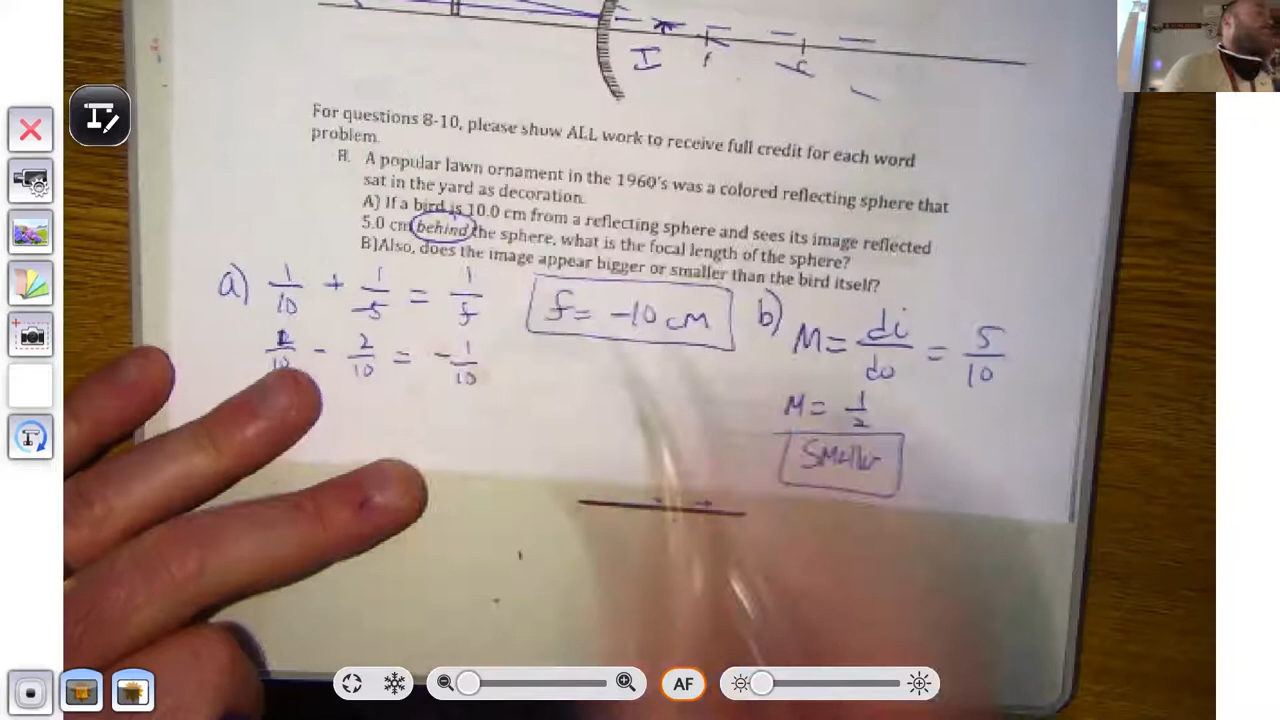 I
F
C
For questions 8-10, please show ALL work to receive full credit for each word
problem.
8. A popular lawn ornament in the 1960's was a colored reflecting sphere that
sat in the yard as decoration.
A) If a bird is 10.0 cm from a reflecting sphere and sees its image reflected
5.0 cm behind the sphere, what is the focal length of the sphere?
B)Also, does the image appear bigger or smaller than the bird itself?
a) 1/10 + 1/-5 = 1/f
1/10 - 2/10 = -1/10
f = -10 cm
b) M = di/do = 5/10
M = 1/2
Smaller
AF